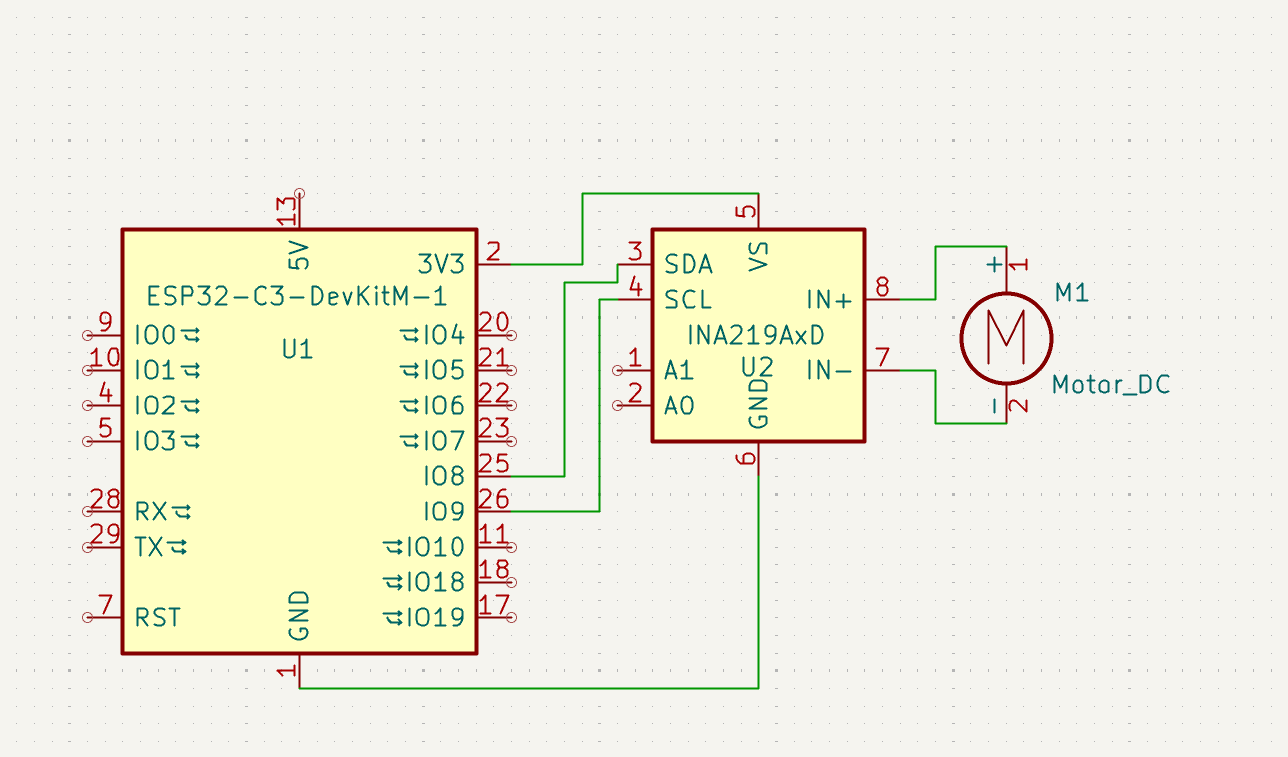 13
5V
2
3V3
ESP32-C3-DevKitM-1
U1
9
IO0
10
IO1
4
IO2
5
IO3
28
RX
29
TX
7
RST
GND
1
20
IO4
21
IO5
22
IO6
23
IO7
25
IO8
26
IO9
11
IO10
18
IO18
17
IO19
5
VS
3
SDA
4
SCL
INA219AxD
U2
1
A1
2
A0
GND
6
8
IN+
7
IN-
+
1
M1
M
Motor_DC
-
2